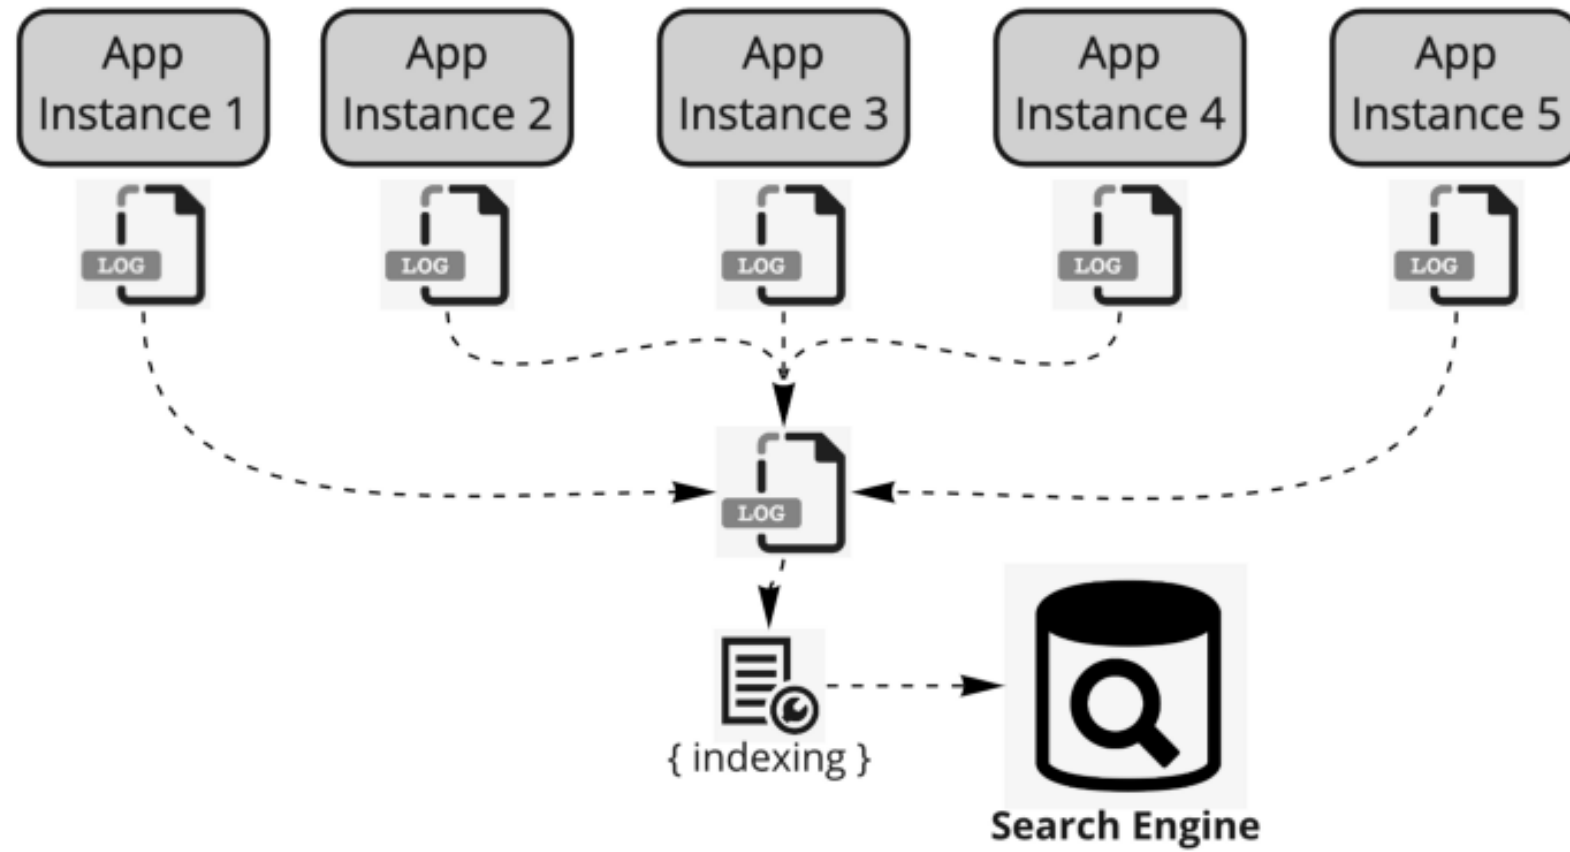 App
Instance 1
App
Instance 2
App
Instance 3
App
Instance 4
App
Instance 5
LOG
LOG
LOG
LOG
LOG
LOG
{ indexing }
Search Engine